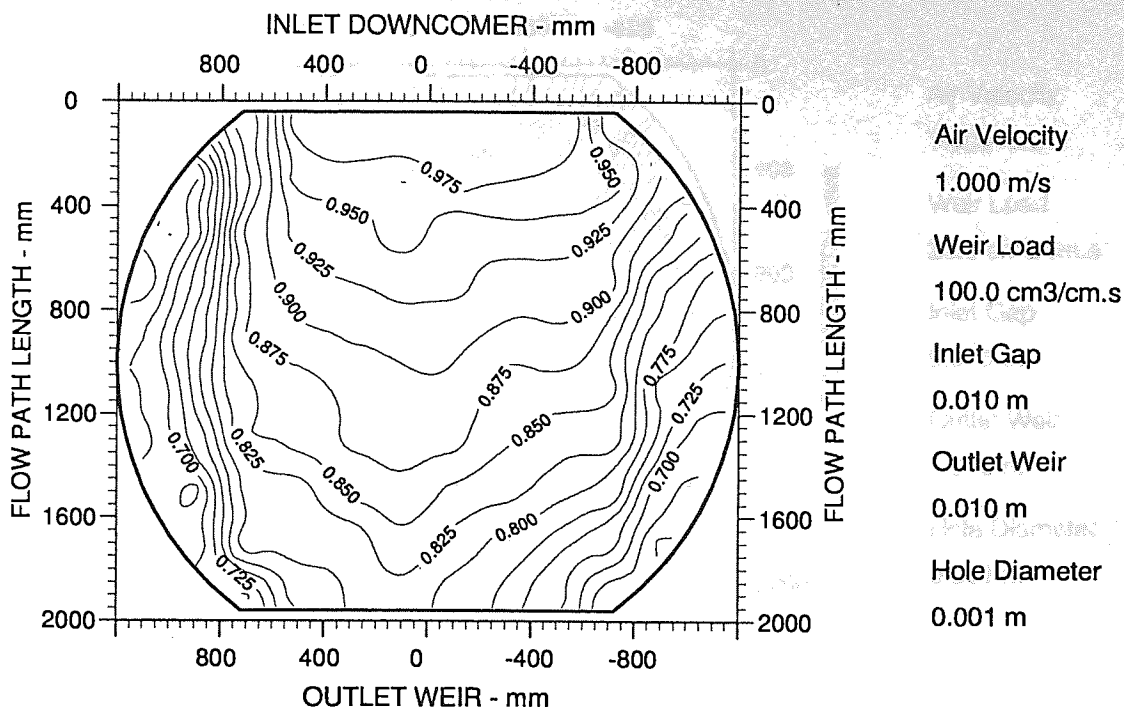 INLET DOWNCOMER - mm
800 400 0 -400 -800
0 0
400 400
800 800
1200 1200
1600 1600
2000 2000
FLOW PATH LENGTH - mm
FLOW PATH LENGTH - mm
0.975
0.950
0.950
0.925
0.925
0.900
0.900
0.875
0.875
0.775
0.725
0.850
0.825
0.700
0.700
0.850
0.825
0.800
0.725
800 400 0 -400 -800
OUTLET WEIR - mm
Air Velocity
1.000 m/s
Weir Load
100.0 cm3/cm.s
Inlet Gap
0.010 m
Outlet Weir
0.010 m
Hole Diameter
0.001 m